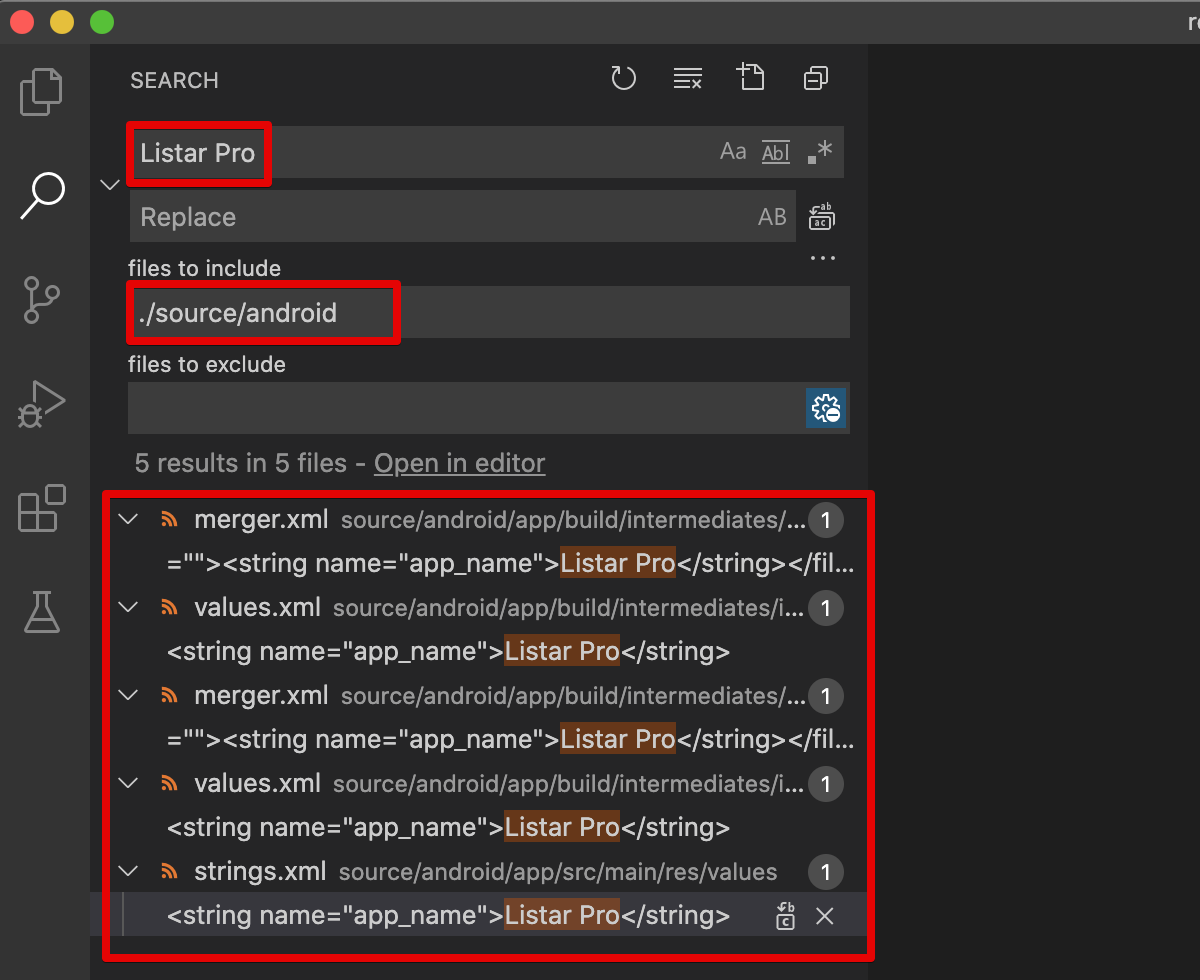 re
SEARCH
Listar Pro
Aa Abl .*
Replace AB
ab
ac
...
files to include
./source/android
files to exclude
5 results in 5 files - Open in editor
merger.xml source/android/app/build/intermediates/... 1
=""><string name="app_name">Listar Pro</string></fil...
values.xml source/android/app/build/intermediates/i... 1
<string name="app_name">Listar Pro</string>
merger.xml source/android/app/build/intermediates/... 1
=""><string name="app_name">Listar Pro</string></fil...
values.xml source/android/app/build/intermediates/i... 1
<string name="app_name">Listar Pro</string>
strings.xml source/android/app/src/main/res/values 1
<string name="app_name">Listar Pro</string>